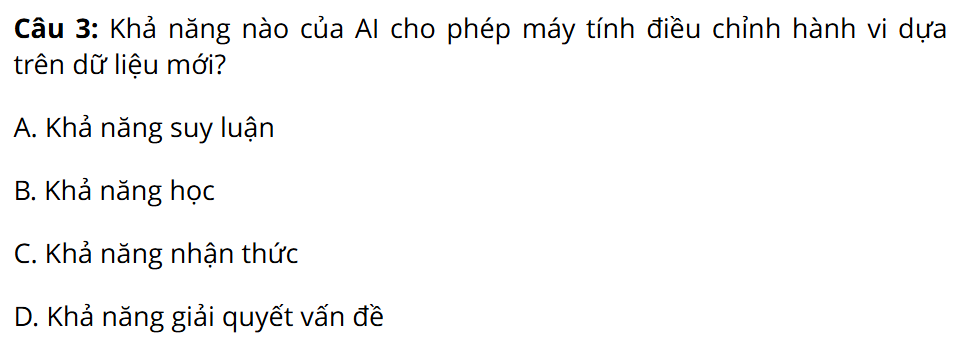 Câu 3: Khả năng nào của AI cho phép máy tính điều chỉnh hành vi dựa
trên dữ liệu mới?
A. Khả năng suy luận
B. Khả năng học
C. Khả năng nhận thức
D. Khả năng giải quyết vấn đề